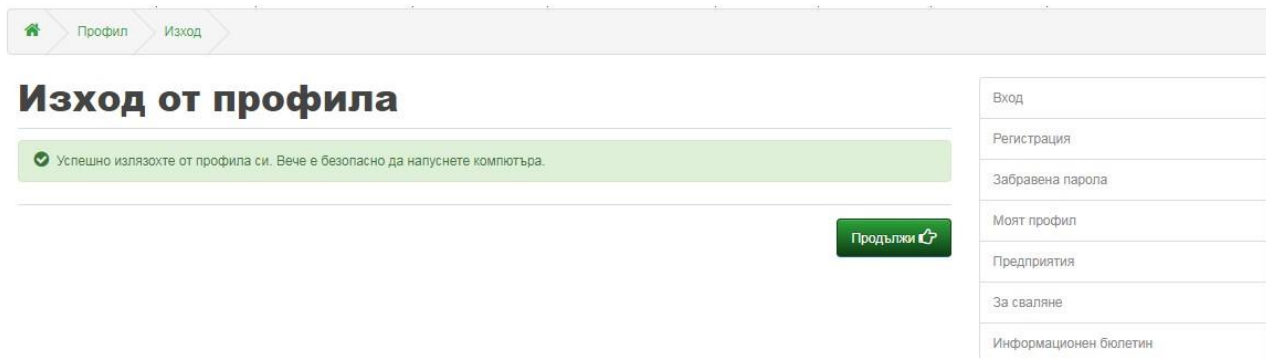 Профил
Изход
Изход от профила
Успешно излязохте от профила си. Вече е безопасно да напуснете компютъра.
Продължи
Вход
Регистрация
Забравена парола
Моят профил
Предприятия
За сваляне
Информационен бюлетин